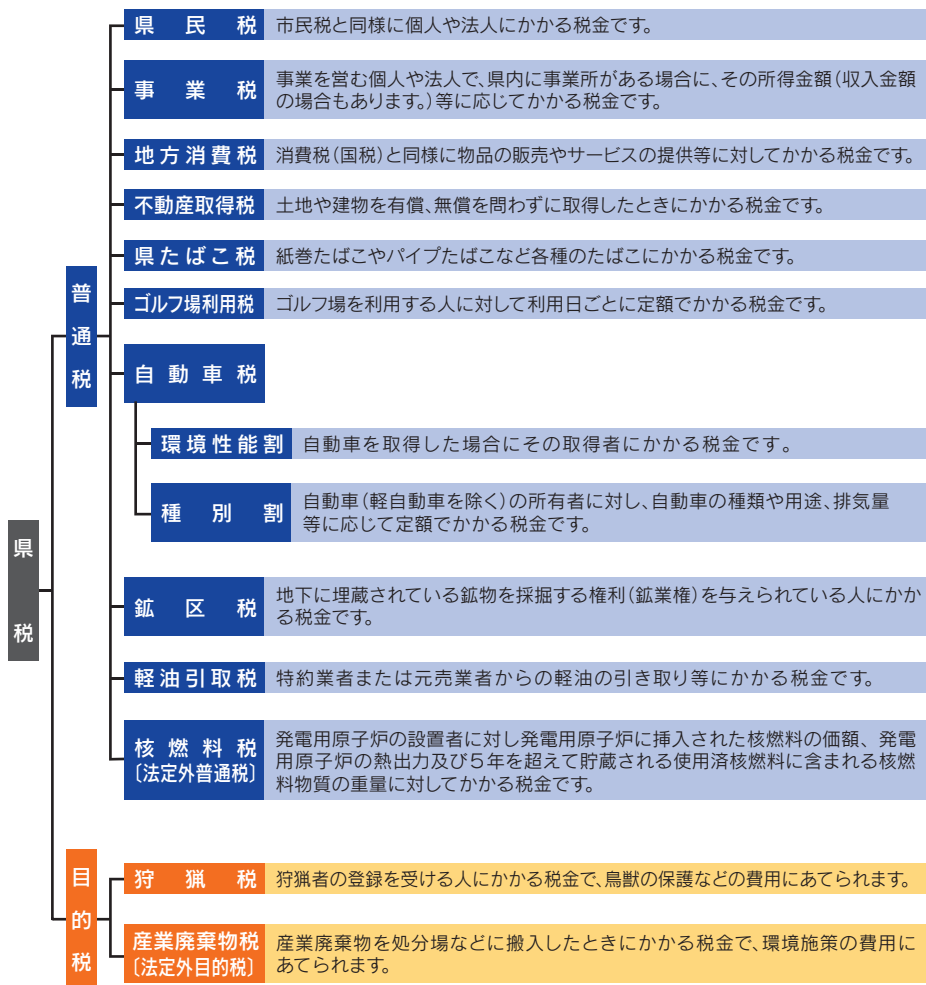 県民税
市民税と同様に個人や法人にかかる税金です。
事業税
事業を営む個人や法人で、県内に事業所がある場合に、その所得金額(収入金額
の場合もあります。)等に応じてかかる税金です。
地方消費税
消費税(国税)と同様に物品の販売やサービスの提供等に対してかかる税金です。
不動産取得税
土地や建物を有償、無償を問わずに取得したときにかかる税金です。
県たばこ税
紙巻たばこやパイプたばこなど各種のたばこにかかる税金です。
普通税
ゴルフ場利用税
ゴルフ場を利用する人に対して利用日ごとに定額でかかる税金です。
自動車税
環境性能割
自動車を取得した場合にその取得者にかかる税金です。
種別割
自動車(軽自動車を除く)の所有者に対し、自動車の種類や用途、排気量
等に応じて定額でかかる税金です。
県税
鉱区税
地下に埋蔵されている鉱物を採掘する権利(鉱業権)を与えられている人にかか
る税金です。
軽油引取税
特約業者または元売業者からの軽油の引き取り等にかかる税金です。
核燃料税
〔法定外普通税〕
発電用原子炉の設置者に対し発電用原子炉に挿入された核燃料の価額、発電
用原子炉の熱出力及び5年を超えて貯蔵される使用済核燃料に含まれる核燃
料物質の重量に対してかかる税金です。
目的税
狩猟税
狩猟者の登録を受ける人にかかる税金で、鳥獣の保護などの費用にあてられます。
産業廃棄物税
〔法定外目的税〕
産業廃棄物を処分場などに搬入したときにかかる税金で、環境施策の費用に
あてられます。